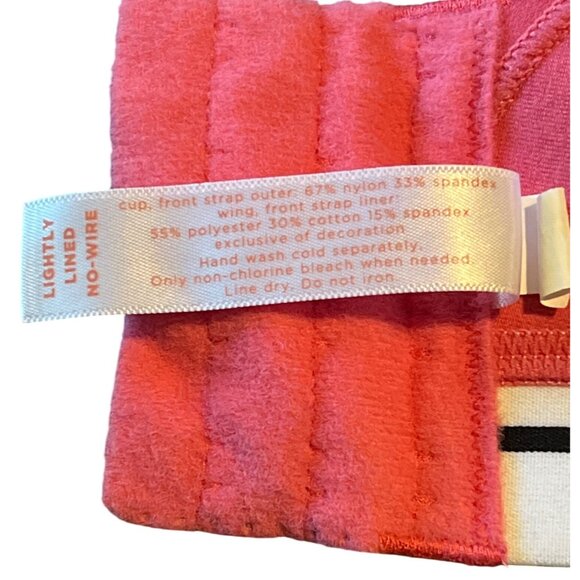 LIGHTLY
LINED
NO-WIRE
cup, front strap outer. 67% nylon 33% spandex
wing, front strap liner
55% polyester 30% cotton 15% spandex
exclusive of decoration
Hand wash cold separately.
Only non-chlorine bleach when needed.
Line dry. Do not iron.